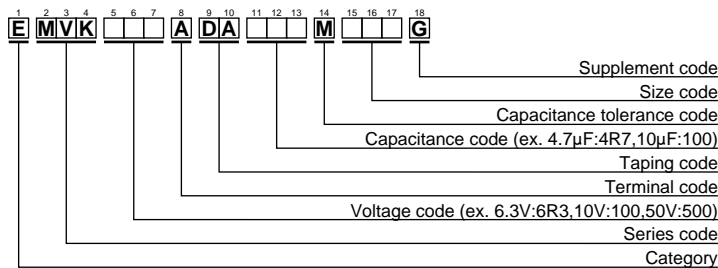 1 2 3 4 5 6 7 8 9 10 11 12 13 14 15 16 17 18
E MVK A DA M G
Supplement code
Size code
Capacitance tolerance code
Capacitance code (ex. 4.7μF:4R7,10μF:100)
Taping code
Terminal code
Voltage code (ex. 6.3V:6R3,10V:100,50V:500)
Series code
Category